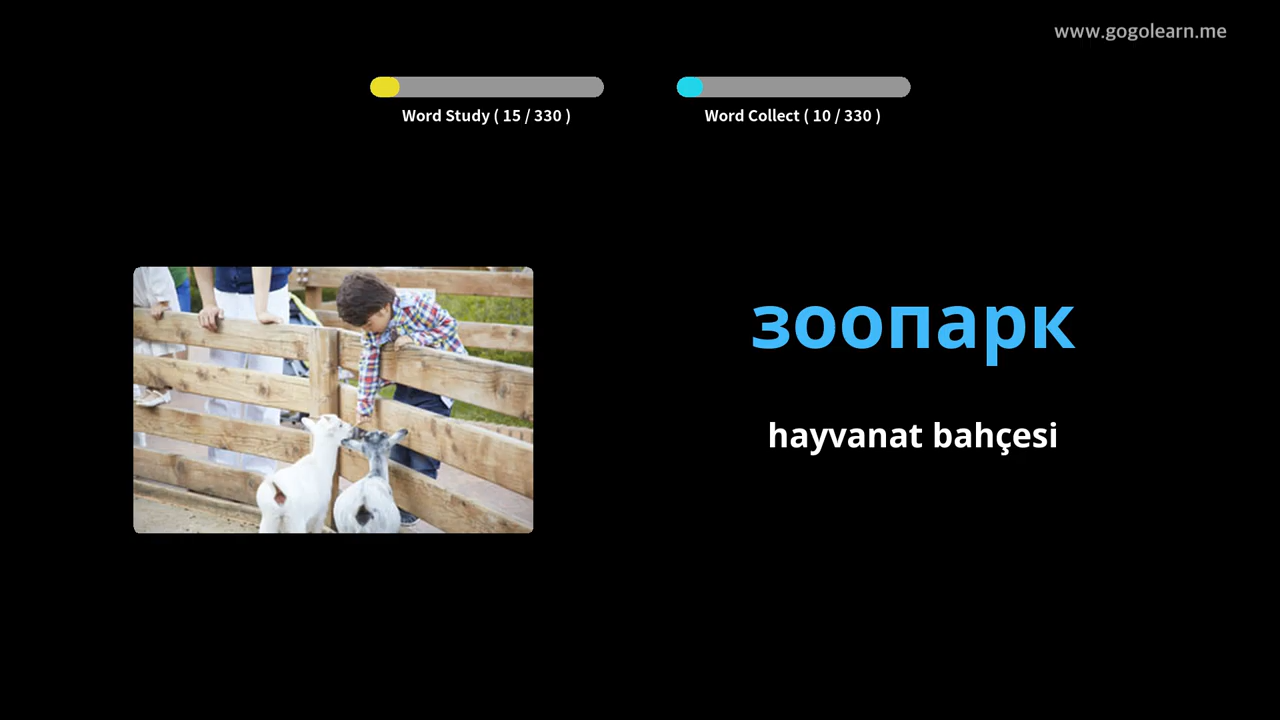 www.gogolearn.me
Word Study ( 15 / 330 )
Word Collect ( 10 / 330 )
зоопарк
hayvanat bahçesi